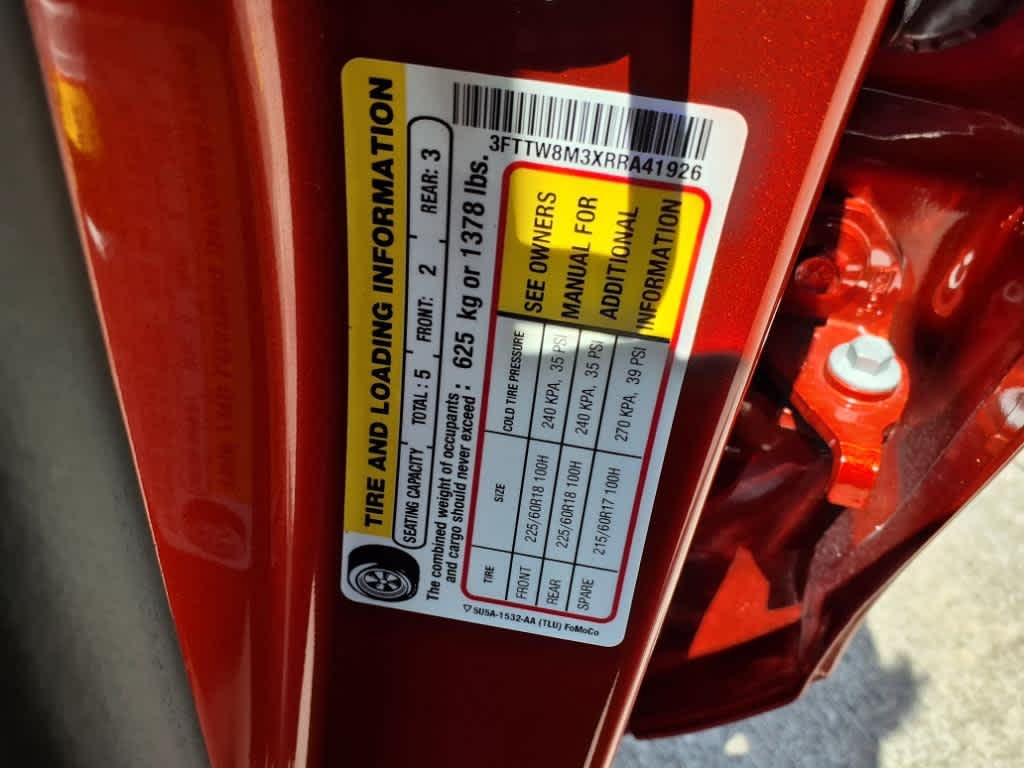 3FTTW8M3XRRA41926
TIRE AND LOADING INFORMATION
SEATING CAPACITY TOTAL : 5 FRONT: 2 REAR: 3
The combined weight of occupants and cargo should never exceed : 625 kg or 1378 lbs.
TIRE SIZE COLD TIRE PRESSURE
FRONT 225/60R18 100H 240 KPA, 35 PSI
REAR 225/60R18 100H 240 KPA, 35 PSI
SPARE 215/60R17 100H 270 KPA, 39 PSI
SEE OWNERS
MANUAL FOR
ADDITIONAL
INFORMATION
▽ 5U5A-1532-AA (TLU) FoMoCo